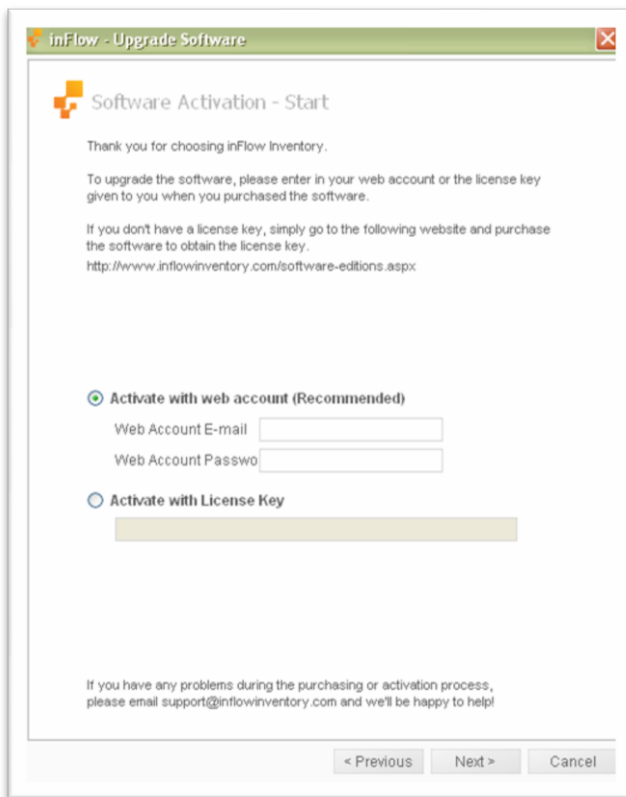 inFlow - Upgrade Software
Software Activation - Start
Thank you for choosing inFlow Inventory.
To upgrade the software, please enter in your web account or the license key
given to you when you purchased the software.
If you don't have a license key, simply go to the following website and purchase
the software to obtain the license key.
http://www.inflowinventory.com/software-editions.aspx
Activate with web account (Recommended)
Web Account E-mail
Web Account Passwo
Activate with License Key
If you have any problems during the purchasing or activation process,
please email support@inflowinventory.com and we'll be happy to help!
< Previous Next > Cancel